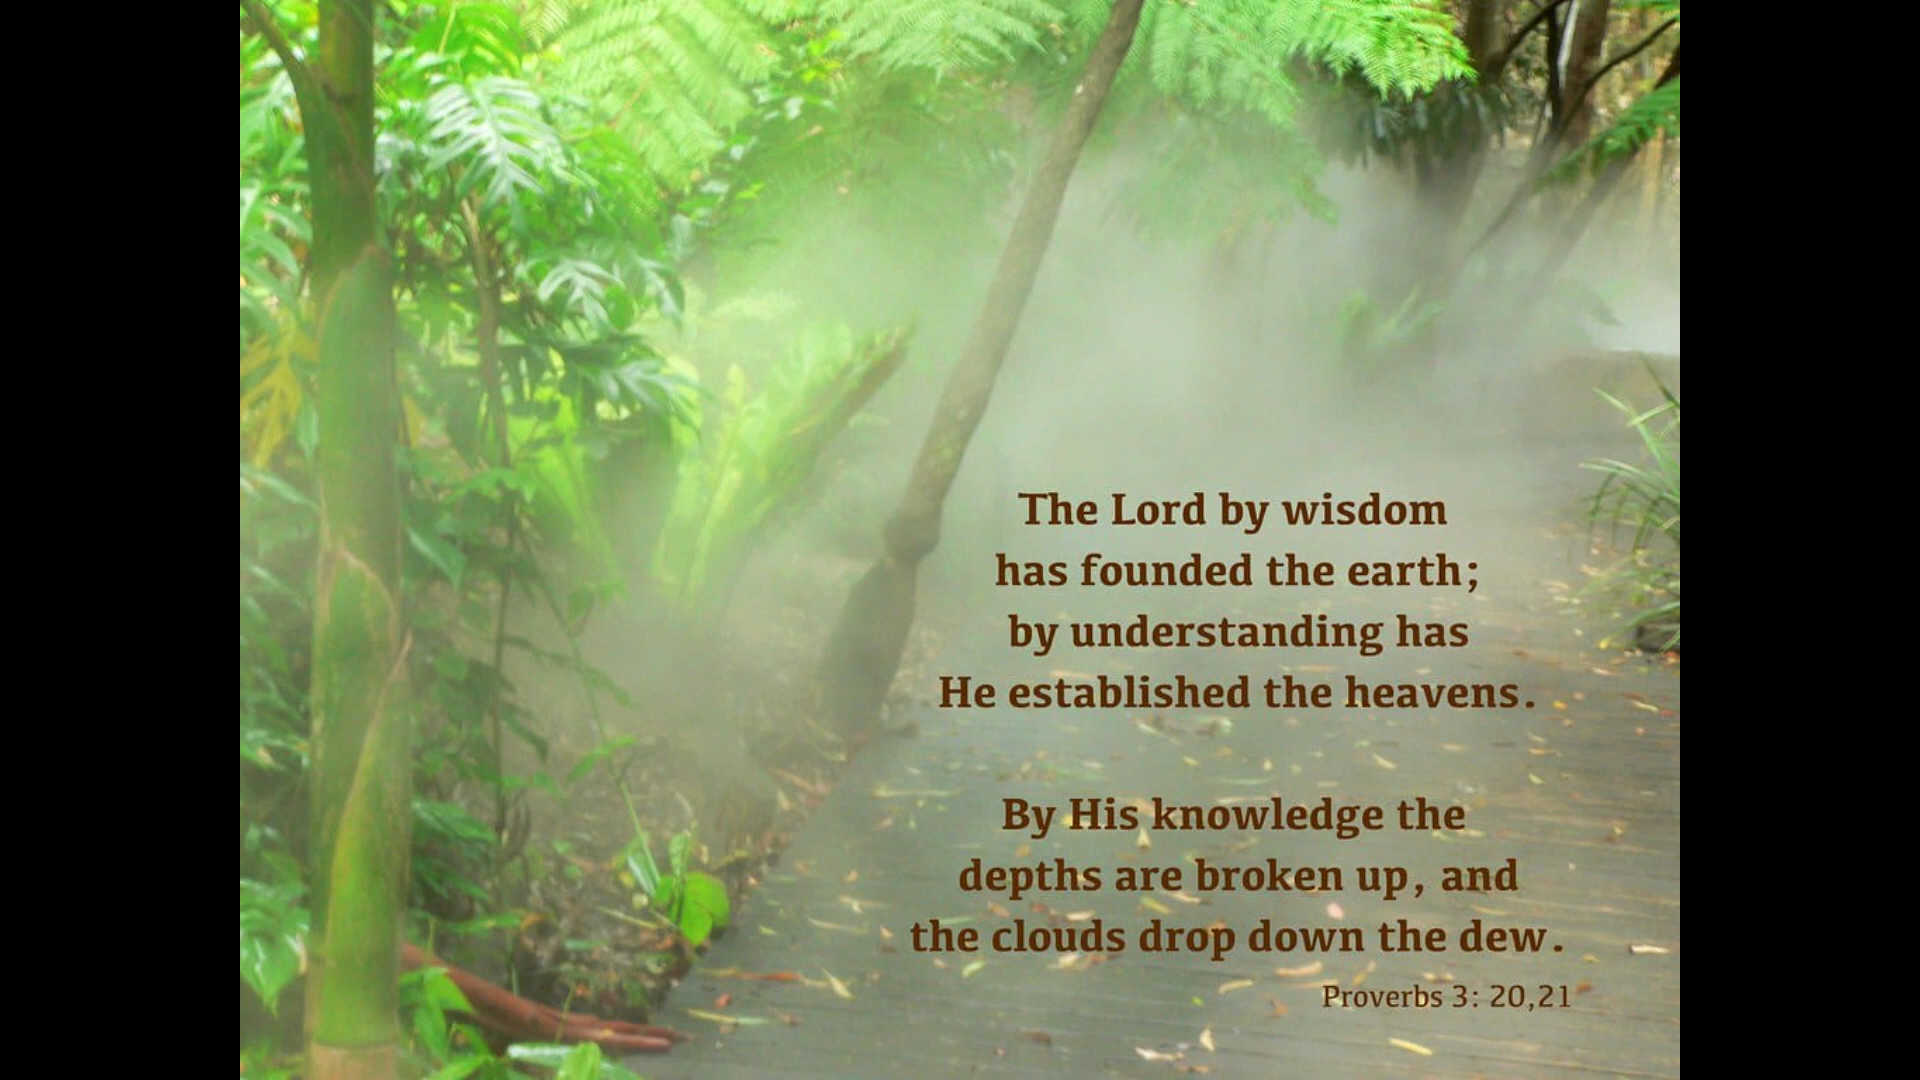 The Lord by wisdom
has founded the earth;
by understanding has
He established the heavens.
By His knowledge the
depths are broken up, and
the clouds drop down the dew.
Proverbs 3: 20,21